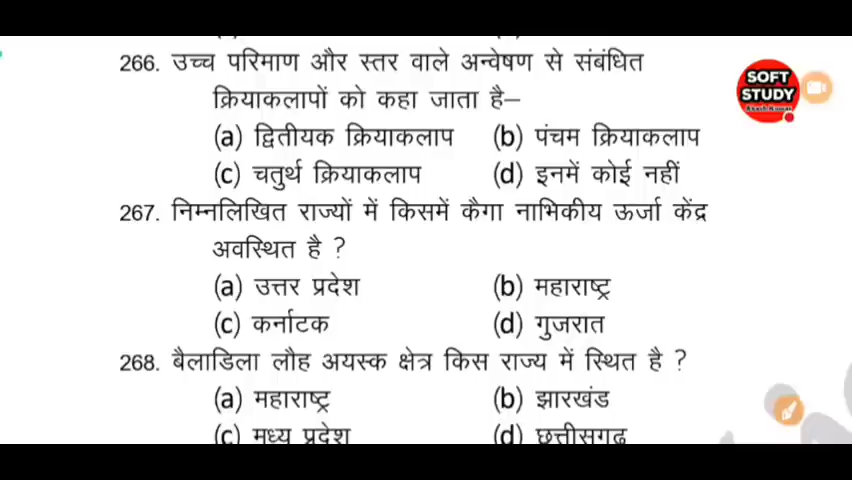 266. उच्च परिमाण और स्तर वाले अन्वेषण से संबंधित
क्रियाकलापों को कहा जाता है–
(a) द्वितीयक क्रियाकलाप (b) पंचम क्रियाकलाप
(c) चतुर्थ क्रियाकलाप (d) इनमें कोई नहीं
267. निम्नलिखित राज्यों में किसमें कैगा नाभिकीय ऊर्जा केंद्र
अवस्थित है ?
(a) उत्तर प्रदेश (b) महाराष्ट्र
(c) कर्नाटक (d) गुजरात
268. बैलाडिला लौह अयस्क क्षेत्र किस राज्य में स्थित है ?
(a) महाराष्ट्र (b) झारखंड
(c) मध्य प्रदेश (d) छत्तीसगढ़
SOFT
STUDY